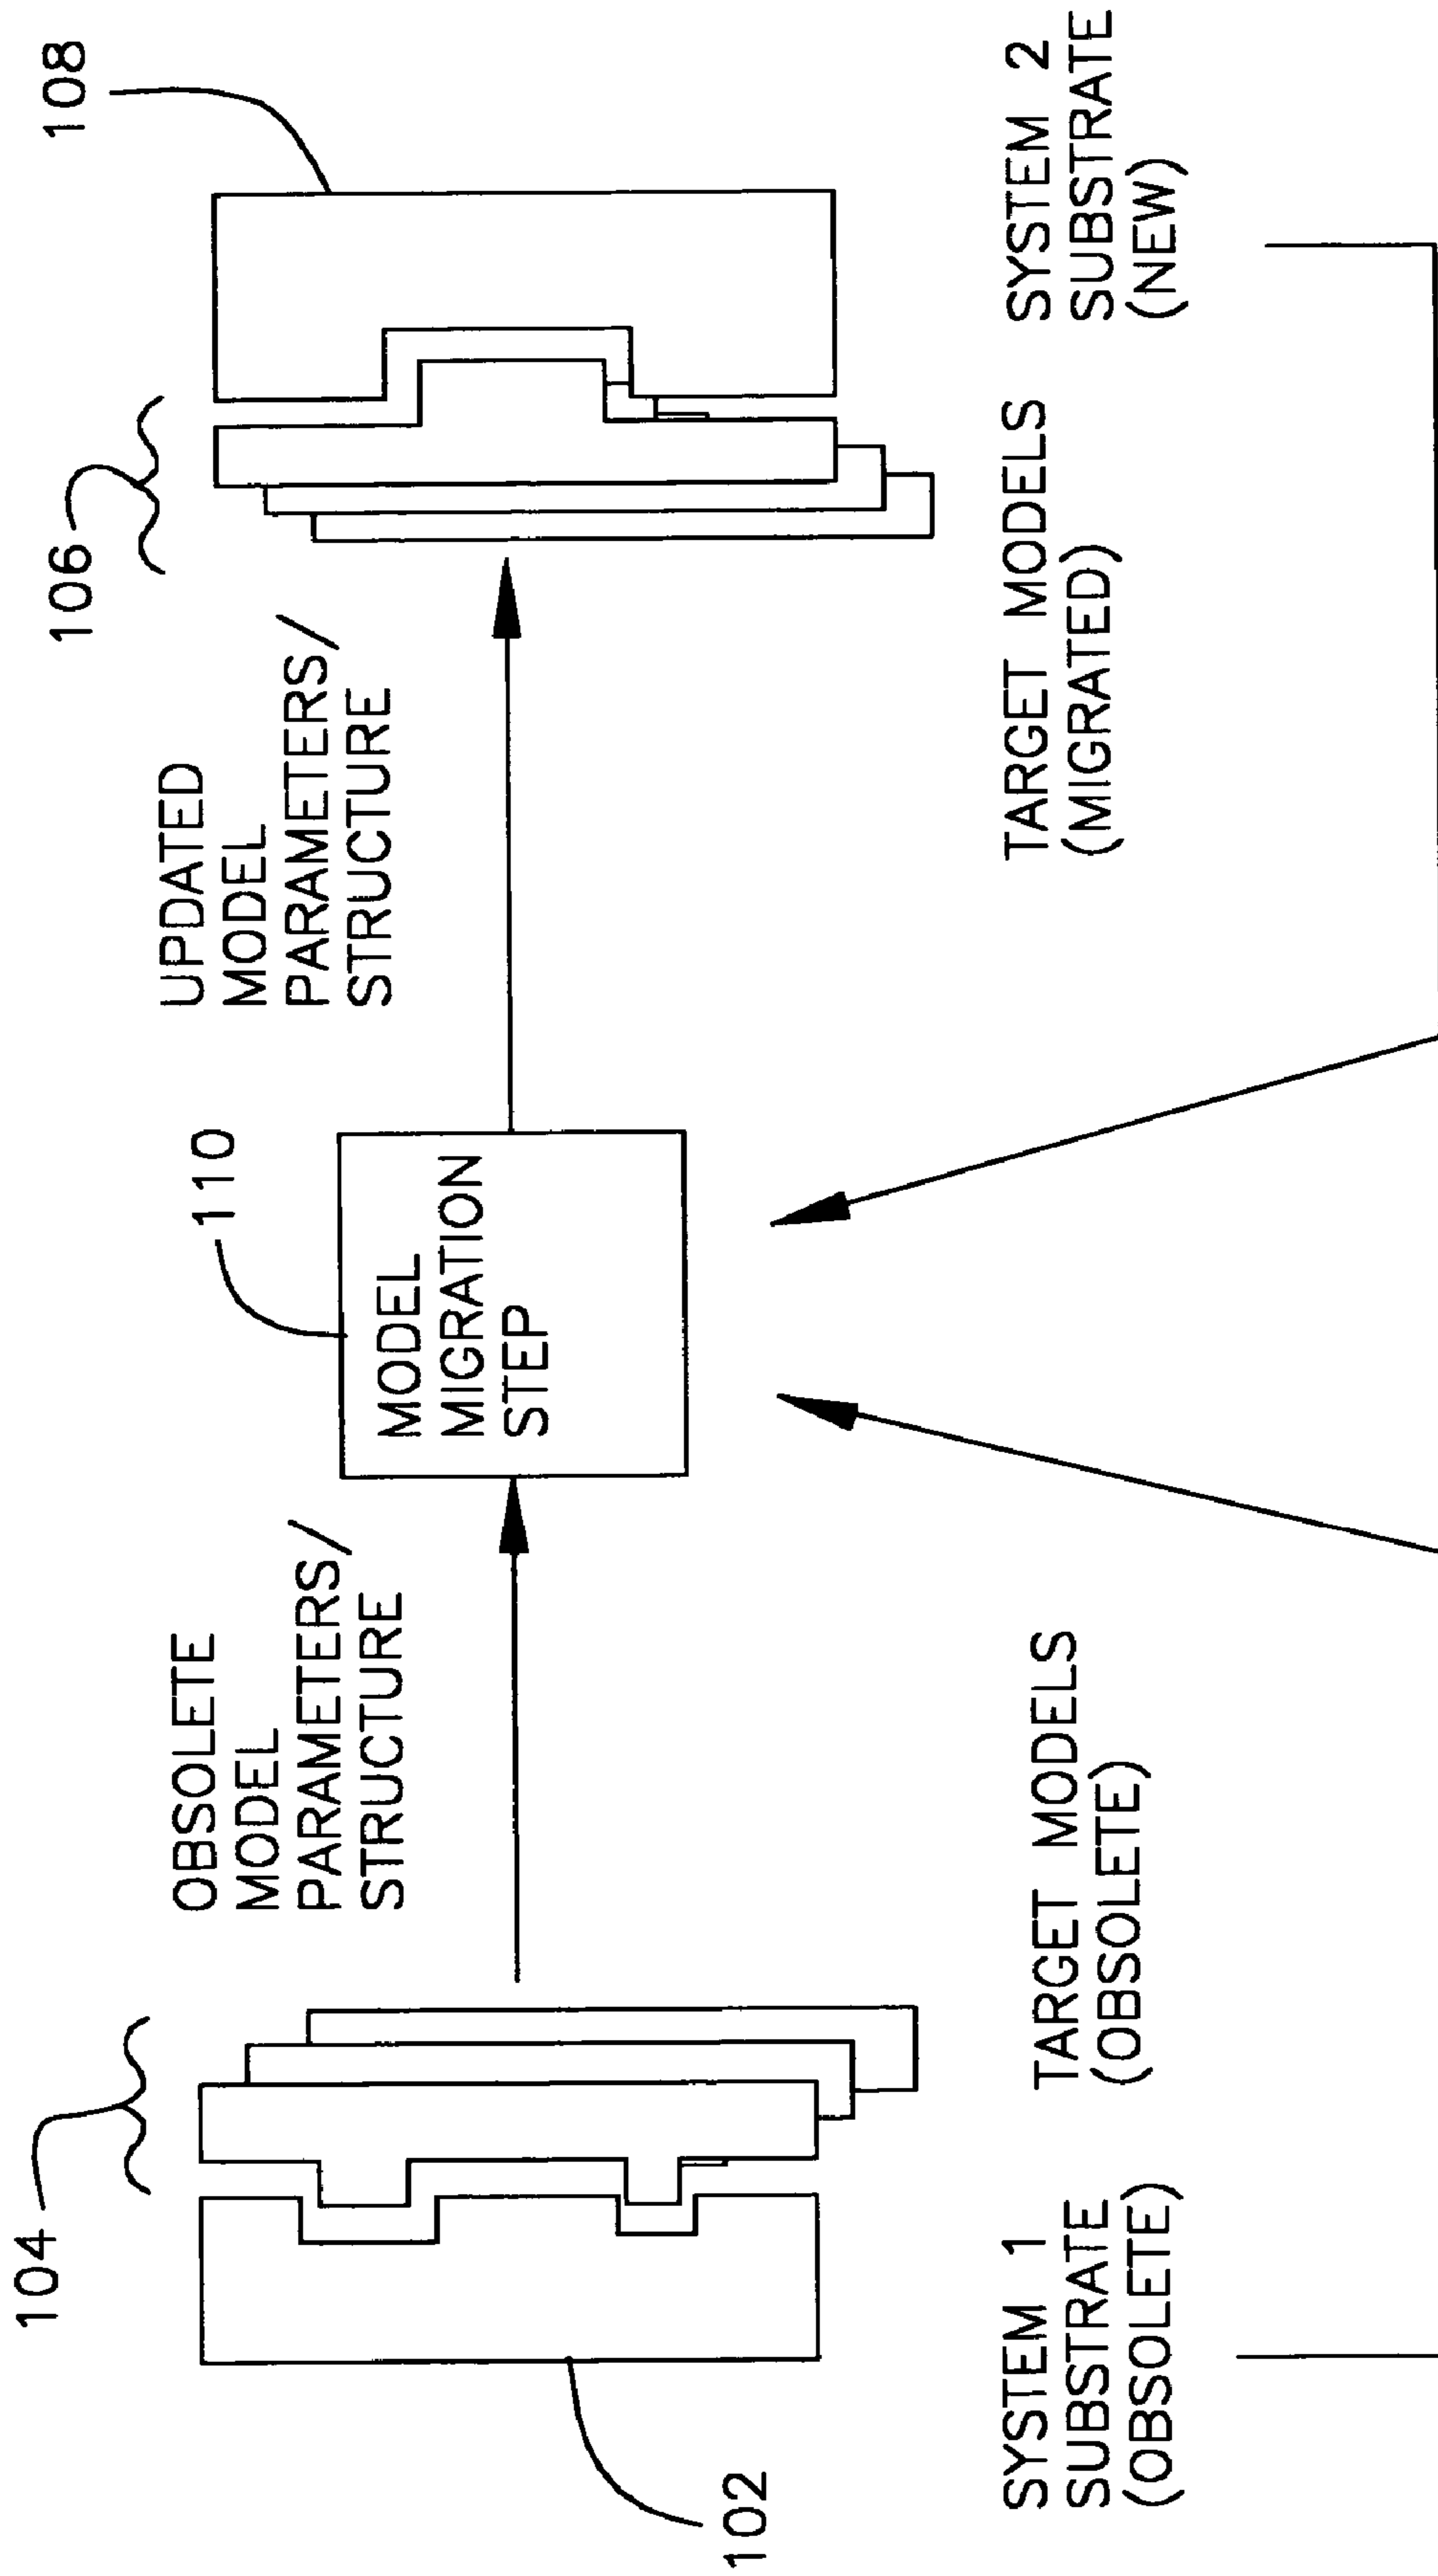 104
OBSOLETE
MODEL
PARAMETERS/
STRUCTURE
110
UPDATED
MODEL
PARAMETERS/
STRUCTURE
106
108
MODEL
MIGRATION
STEP
102
SYSTEM 1
SUBSTRATE
(OBSOLETE)
TARGET MODELS
(OBSOLETE)
TARGET MODELS
(MIGRATED)
SYSTEM 2
SUBSTRATE
(NEW)